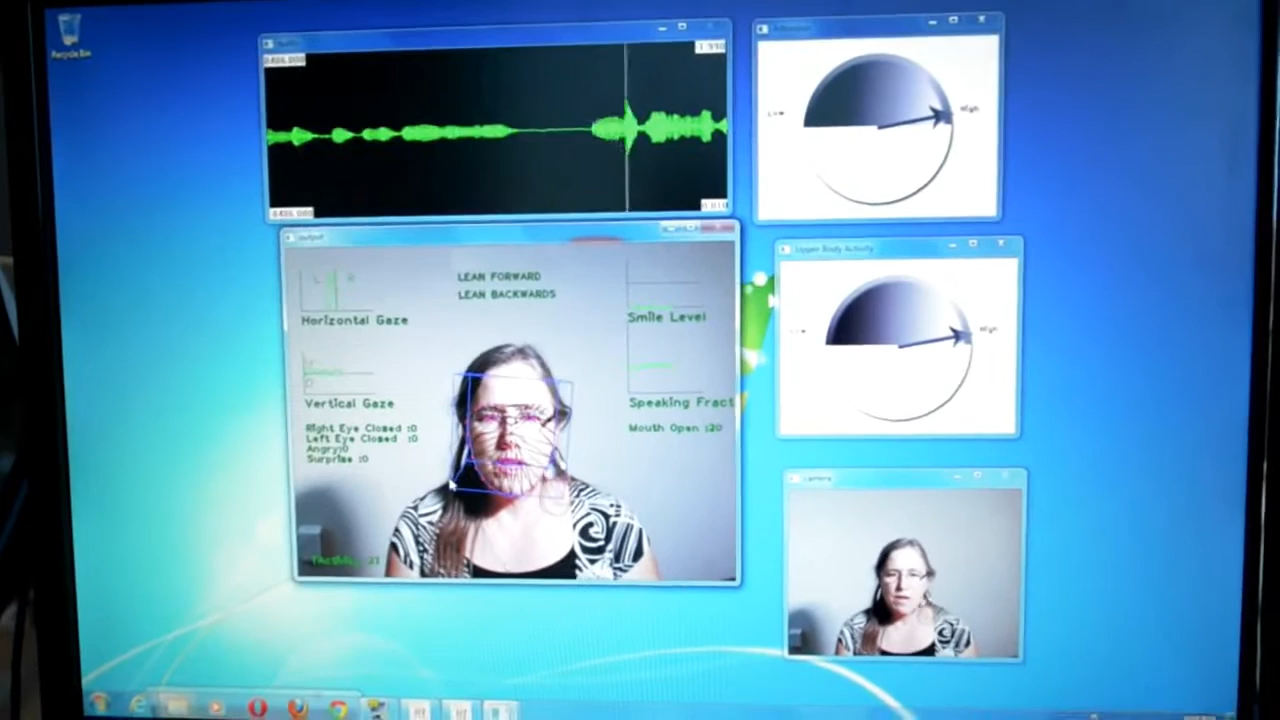 Recycle Bin
output
LEAN FORWARD
LEAN BACKWARDS
Horizontal Gaze
Smile Level
Vertical Gaze
Speaking Fract
Right Eye Closed :0
Left Eye Closed :0
Angry:0
Surprise :0
Mouth Open :20
High
Upper Body Activity
High
Camera